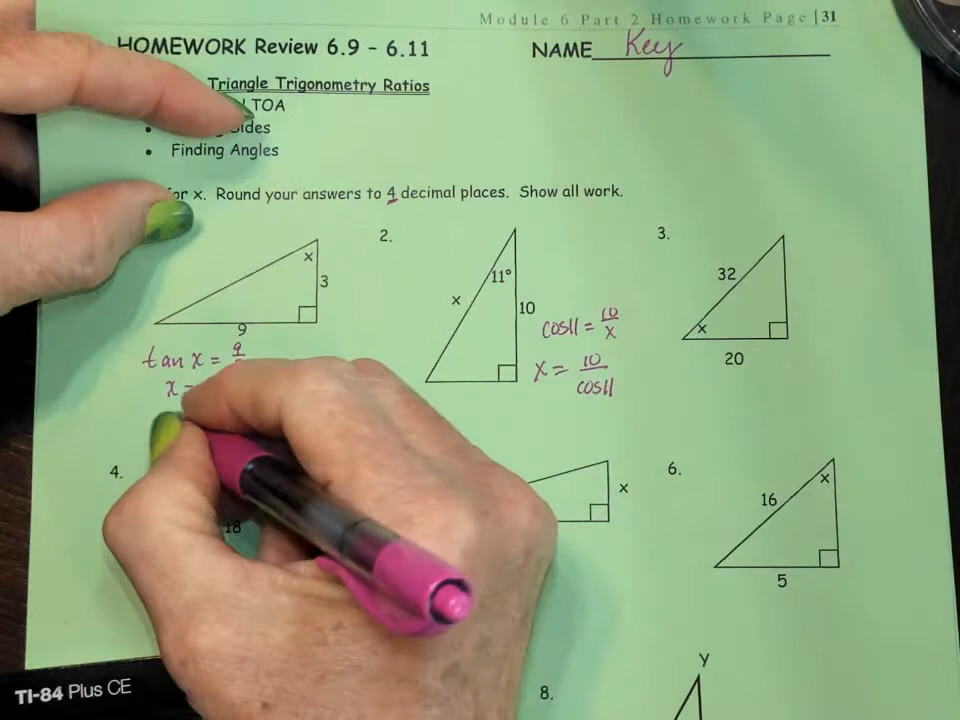 Module 6 Part 2 Homework Page | 31
HOMEWORK Review 6.9 – 6.11
NAME Key
Triangle Trigonometry Ratios
TOA
Sides
• Finding Angles
for x. Round your answers to 4 decimal places. Show all work.
x
3
9
tan x = 9
x =
2.
11°
x
10
cos11 = 10/x
x = 10/cos11
3.
32
x
20
4.
18
x
6.
16
x
5
8.
y
TI-84 Plus CE